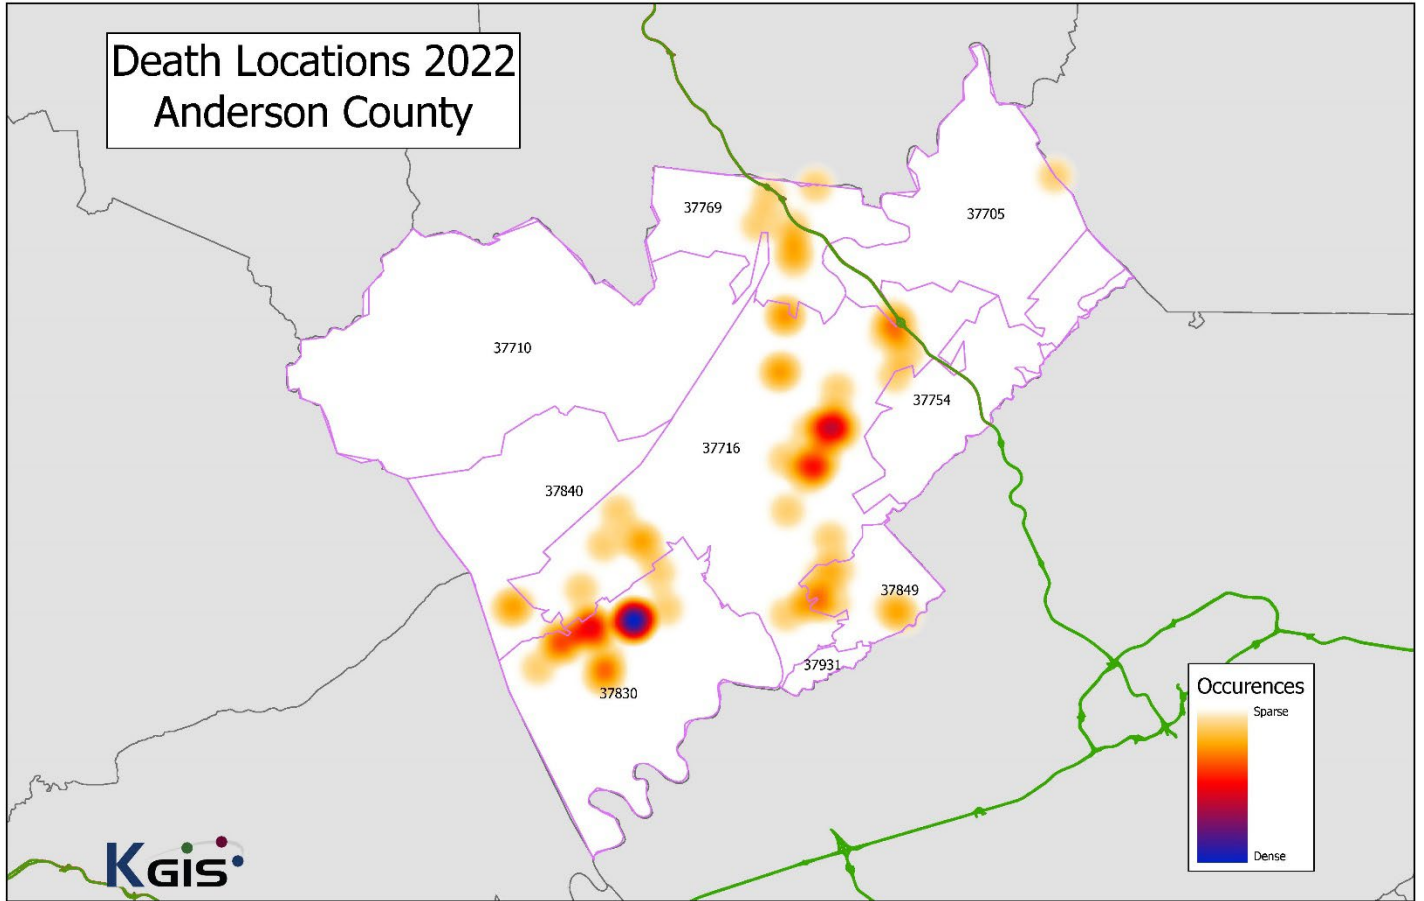 Death Locations 2022
Anderson County
37769
37705
37710
37754
37716
37840
37849
37931
37830
Occurences
Sparse
Dense
KGIS